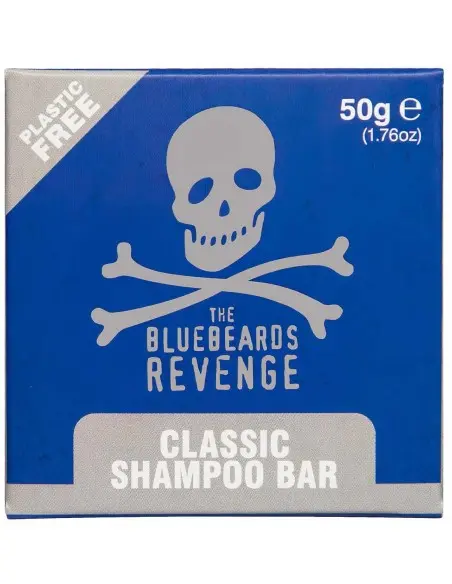 PLASTIC
FREE
50g ℮
(1.76oz)
THE
BLUEBEARDS
REVENGE
CLASSIC
SHAMPOO BAR